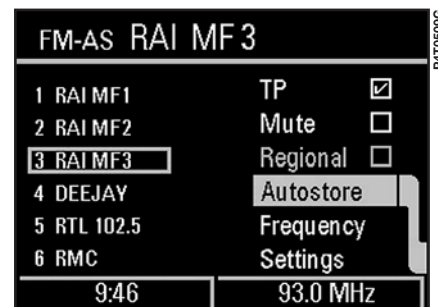 FM-AS RAI MF3
1 RAI MF1
2 RAI MF2
3 RAI MF3
4 DEEJAY
5 RTL 102.5
6 RMC
TP
Mute
Regional
Autostore
Frequency
Settings
9:46
93.0 MHz